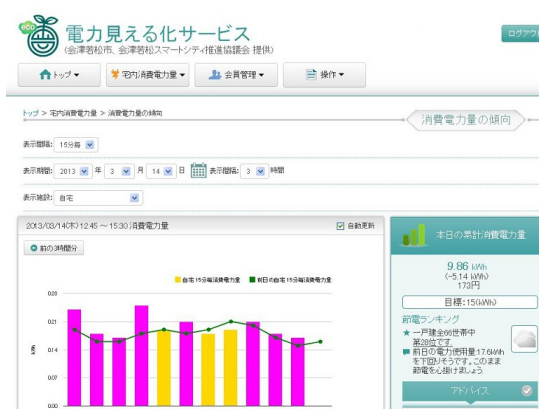 eco
電力見える化サービス
(会津若松市、会津若松スマートシティ推進協議会 提供)
トップ▼
宅内消費電力量▼
会員管理▼
操作▼
トップ > 宅内消費電力量 > 消費電力量の傾向
消費電力量の傾向
表示間隔: 15分毎
表示期間: 2013 年 3 月 14 日 表示間隔: 3 時間
表示施設: 自宅
2013/03/14(木) 12:45 ～ 15:30 消費電力量
自動更新
前の3時間分
自宅 15分毎消費電力量
前日の自宅 15分毎消費電力量
0.28
0.21
0.14
0.07
0.00
kWh
本日の累計消費電力量
9.86 kWh
(-5.14 kWh)
173円
目標:15(kWh)
節電ランキング
一戸建全66世帯中
第28位です。
前日の電力使用量17.6kWh
を下回りそうです。このまま
節電を心掛けましょう
アドバイス